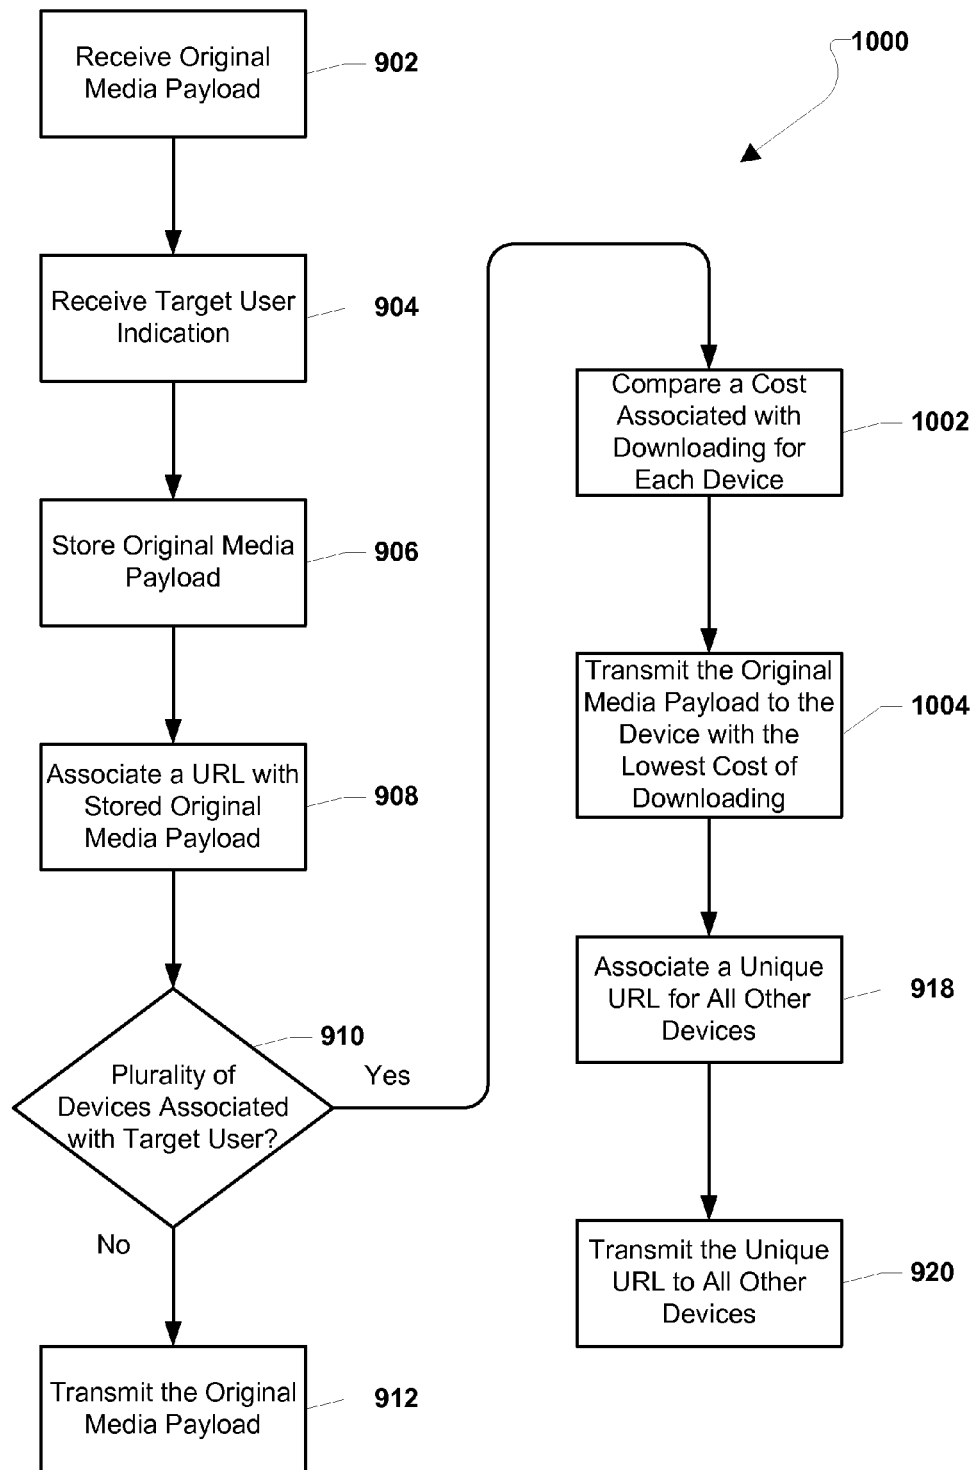 Receive Original
Media Payload
902
1000
Receive Target User
Indication
904
Store Original Media
Payload
906
Associate a URL with
Stored Original
Media Payload
908
910
Plurality of
Devices Associated
with Target User?
Yes
No
Transmit the Original
Media Payload
912
Compare a Cost
Associated with
Downloading for
Each Device
1002
Transmit the Original
Media Payload to the
Device with the
Lowest Cost of
Downloading
1004
Associate a Unique
URL for All Other
Devices
918
Transmit the Unique
URL to All Other
Devices
920